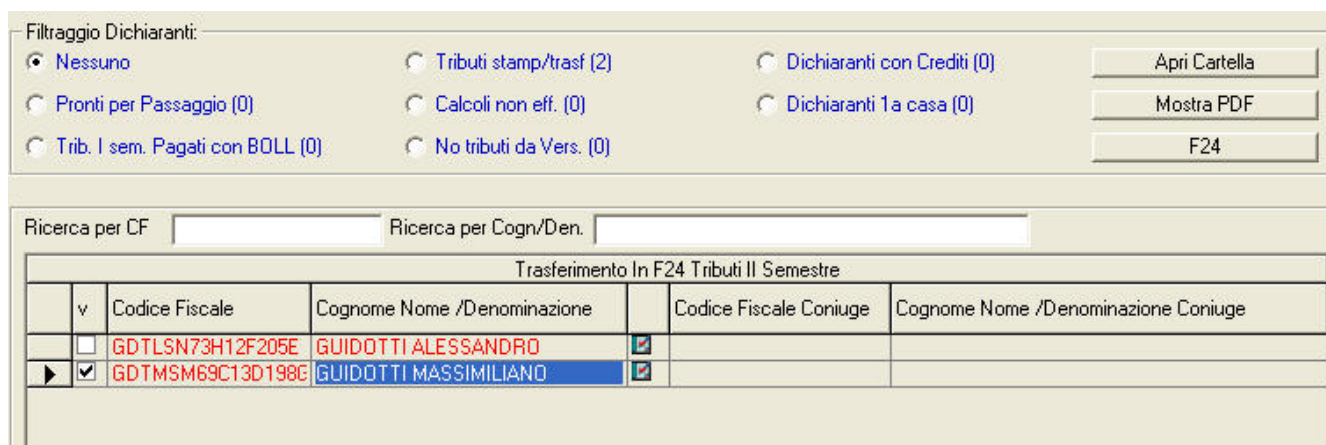 Filtraggio Dichiaranti:
Nessuno Tributi stamp/trasf (2) Dichiaranti con Crediti (0) Apri Cartella
Pronti per Passaggio (0) Calcoli non eff. (0) Dichiaranti 1a casa (0) Mostra PDF
Trib. I sem. Pagati con BOLL (0) No tributi da Vers. (0) F24
Ricerca per CF Ricerca per Cogn/Den.
Trasferimento In F24 Tributi II Semestre
v Codice Fiscale Cognome Nome /Denominazione Codice Fiscale Coniuge Cognome Nome /Denominazione Coniuge
GDTLSN73H12F205E GUIDOTTI ALESSANDRO
GDTMSM69C13D198G GUIDOTTI MASSIMILIANO